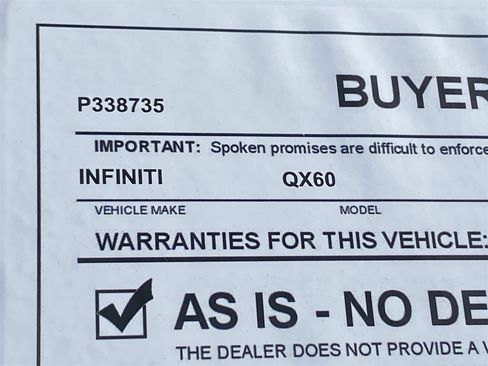 BUYER
P338735
IMPORTANT: Spoken promises are difficult to enforce
INFINITI QX60
VEHICLE MAKE MODEL
WARRANTIES FOR THIS VEHICLE:
AS IS - NO DE
THE DEALER DOES NOT PROVIDE A